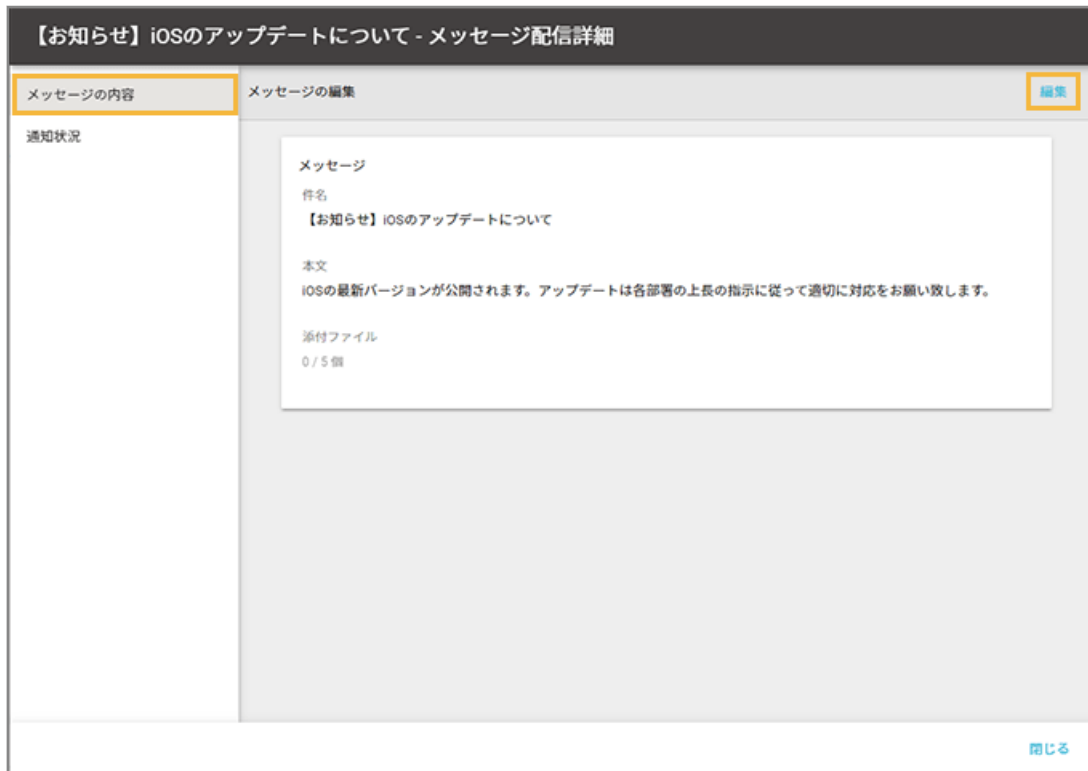 【お知らせ】iOSのアップデートについて - メッセージ配信詳細
メッセージの内容
通知状況
メッセージの編集
編集
メッセージ
件名
【お知らせ】iOSのアップデートについて
本文
iOSの最新バージョンが公開されます。アップデートは各部署の上長の指示に従って適切に対応をお願い致します。
添付ファイル
0 / 5 個
閉じる